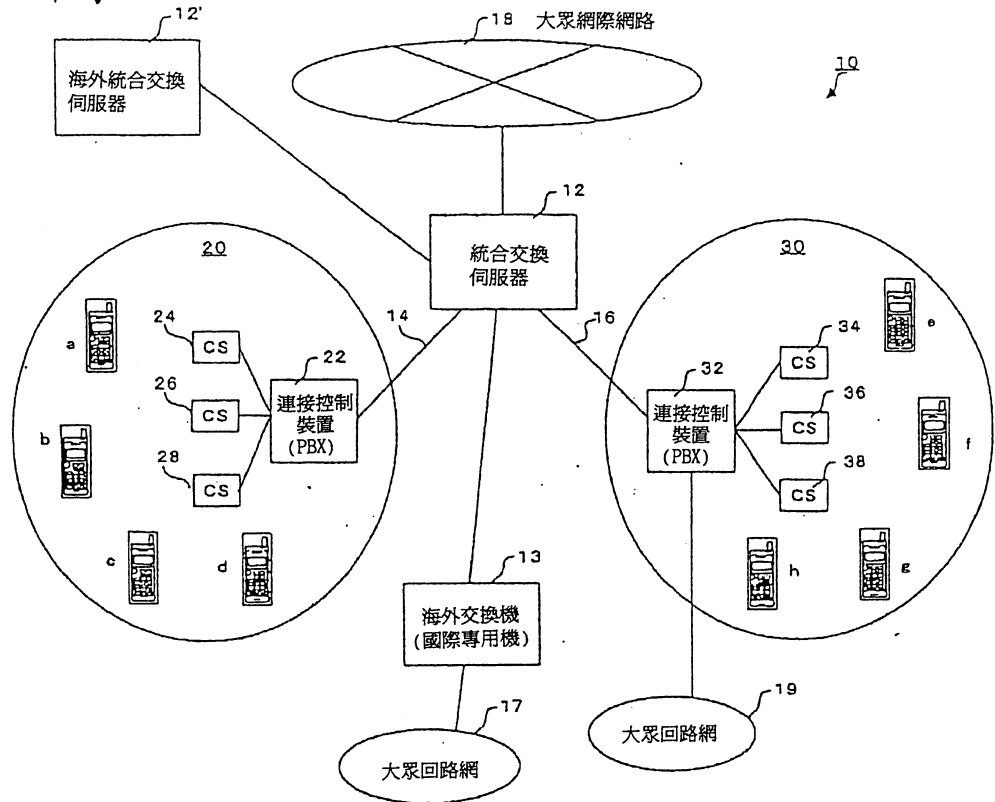 12'
18 大眾網際網路
10
海外統合交換
伺服器
12
統合交換
伺服器
20
30
14
16
a
b
c
d
24
CS
26
CS
28
CS
22
連接控制
裝置
(PBX)
32
連接控制
裝置
(PBX)
34
CS
36
CS
38
CS
e
f
g
h
13
海外交換機
(國際專用機)
17
大眾回路網
19
大眾回路網